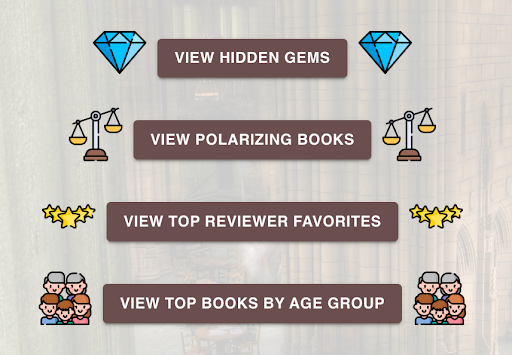 VIEW HIDDEN GEMS
VIEW POLARIZING BOOKS
VIEW TOP REVIEWER FAVORITES
VIEW TOP BOOKS BY AGE GROUP